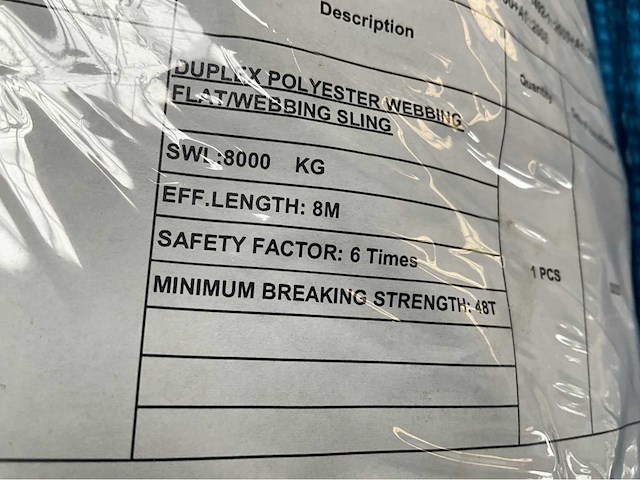 Description
Quantity
DUPLEX POLYESTER WEBBING
FLAT/WEBBING SLING
SWL:8000 KG
EFF.LENGTH: 8M
SAFETY FACTOR: 6 Times
1 PCS
MINIMUM BREAKING STRENGTH: 48T